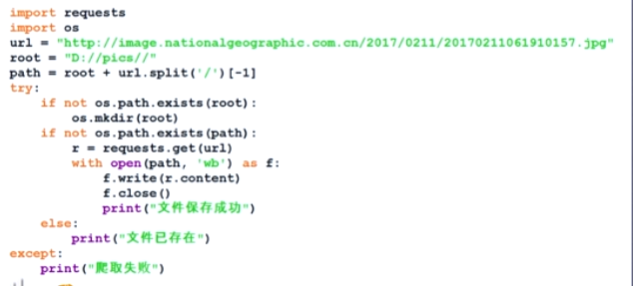 import requests
import os
url = "http://image.nationalgeographic.com.cn/2017/0211/20170211061910157.jpg"
root = "D://pics//"
path = root + url.split('/')[-1]
try:
    if not os.path.exists(root):
        os.mkdir(root)
    if not os.path.exists(path):
        r = requests.get(url)
        with open(path, 'wb') as f:
            f.write(r.content)
            f.close()
            print("文件保存成功")
    else:
        print("文件已存在")
except:
    print("爬取失败")